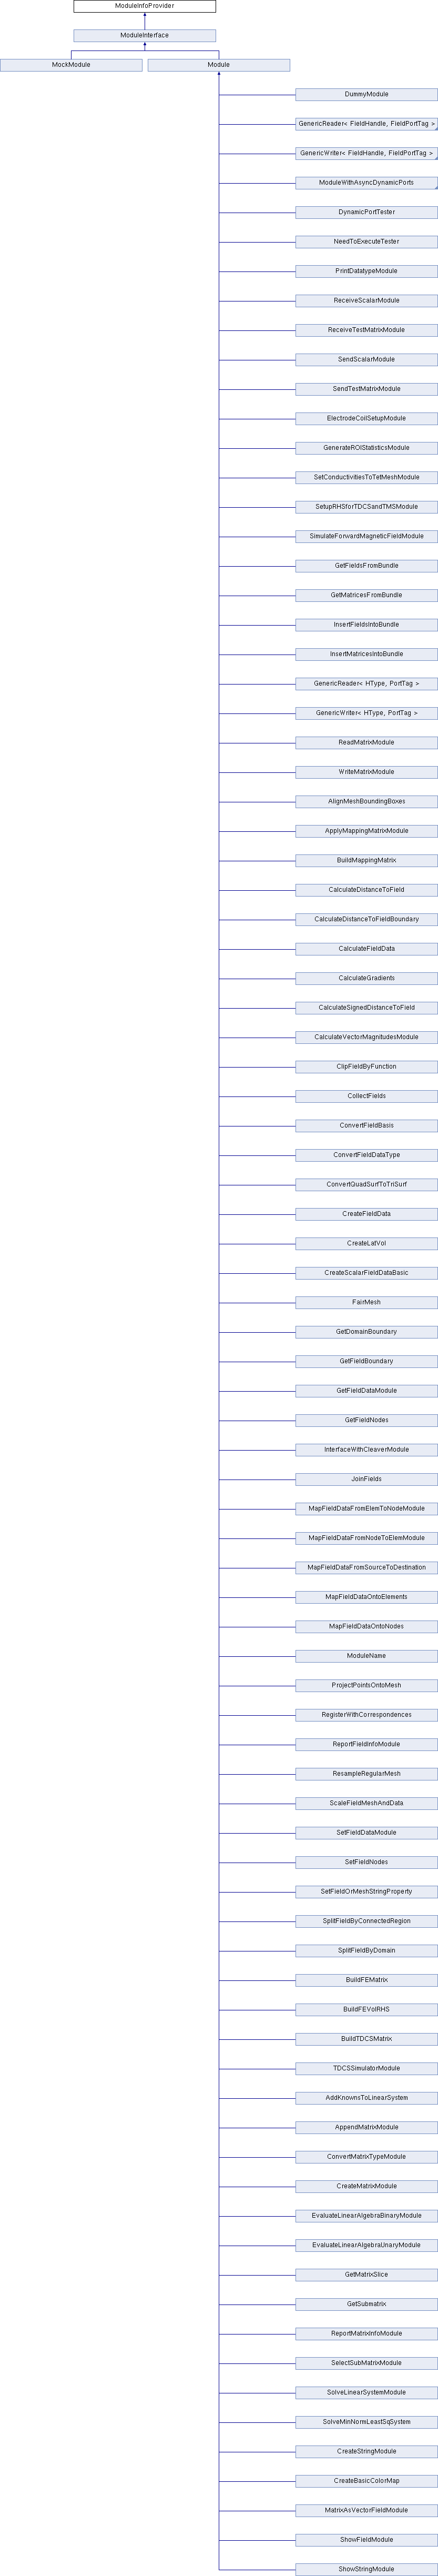 ModuleInfoProvider
ModuleInterface
MockModule
Module
DummyModule
GenericReader< FieldHandle, FieldPortTag >
GenericWriter< FieldHandle, FieldPortTag >
ModuleWithAsyncDynamicPorts
DynamicPortTester
NeedToExecuteTester
PrintDatatypeModule
ReceiveScalarModule
ReceiveTestMatrixModule
SendScalarModule
SendTestMatrixModule
ElectrodeCoilSetupModule
GenerateROIStatisticsModule
SetConductivitiesToTetMeshModule
SetupRHSforTDCSandTMSModule
SimulateForwardMagneticFieldModule
GetFieldsFromBundle
GetMatricesFromBundle
InsertFieldsIntoBundle
InsertMatricesIntoBundle
GenericReader< HType, PortTag >
GenericWriter< HType, PortTag >
ReadMatrixModule
WriteMatrixModule
AlignMeshBoundingBoxes
ApplyMappingMatrixModule
BuildMappingMatrix
CalculateDistanceToField
CalculateDistanceToFieldBoundary
CalculateFieldData
CalculateGradients
CalculateSignedDistanceToField
CalculateVectorMagnitudesModule
ClipFieldByFunction
CollectFields
ConvertFieldBasis
ConvertFieldDataType
ConvertQuadSurfToTriSurf
CreateFieldData
CreateLatVol
CreateScalarFieldDataBasic
FairMesh
GetDomainBoundary
GetFieldBoundary
GetFieldDataModule
GetFieldNodes
InterfaceWithCleaverModule
JoinFields
MapFieldDataFromElemToNodeModule
MapFieldDataFromNodeToElemModule
MapFieldDataFromSourceToDestination
MapFieldDataOntoElements
MapFieldDataOntoNodes
ModuleName
ProjectPointsOntoMesh
RegisterWithCorrespondences
ReportFieldInfoModule
ResampleRegularMesh
ScaleFieldMeshAndData
SetFieldDataModule
SetFieldNodes
SetFieldOrMeshStringProperty
SplitFieldByConnectedRegion
SplitFieldByDomain
BuildFEMatrix
BuildFEVolRHS
BuildTDCSMatrix
TDCSSimulatorModule
AddKnownsToLinearSystem
AppendMatrixModule
ConvertMatrixTypeModule
CreateMatrixModule
EvaluateLinearAlgebraBinaryModule
EvaluateLinearAlgebraUnaryModule
GetMatrixSlice
GetSubmatrix
ReportMatrixInfoModule
SelectSubMatrixModule
SolveLinearSystemModule
SolveMinNormLeastSqSystem
CreateStringModule
CreateBasicColorMap
MatrixAsVectorFieldModule
ShowFieldModule
ShowStringModule